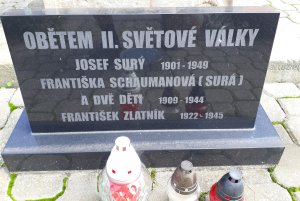 OBĚTEM II. SVĚTOVÉ VÁLKY
JOSEF SURÝ 1901-1949
FRANTIŠKA SCHAUMANOVÁ ( SURÁ )
A DVĚ DĚTI 1909-1944
FRANTIŠEK ZLATNÍK 1922-1945